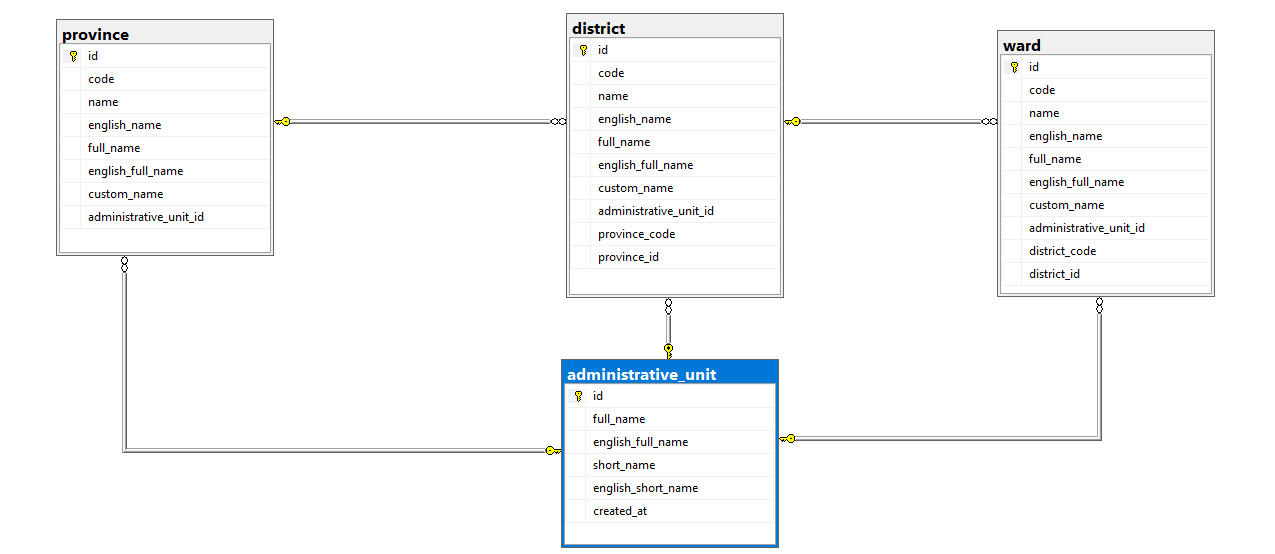 province
id
code
name
english_name
full_name
english_full_name
custom_name
administrative_unit_id
district
id
code
name
english_name
full_name
english_full_name
custom_name
administrative_unit_id
province_code
province_id
ward
id
code
name
english_name
full_name
english_full_name
custom_name
administrative_unit_id
district_code
district_id
administrative_unit
id
full_name
english_full_name
short_name
english_short_name
created_at